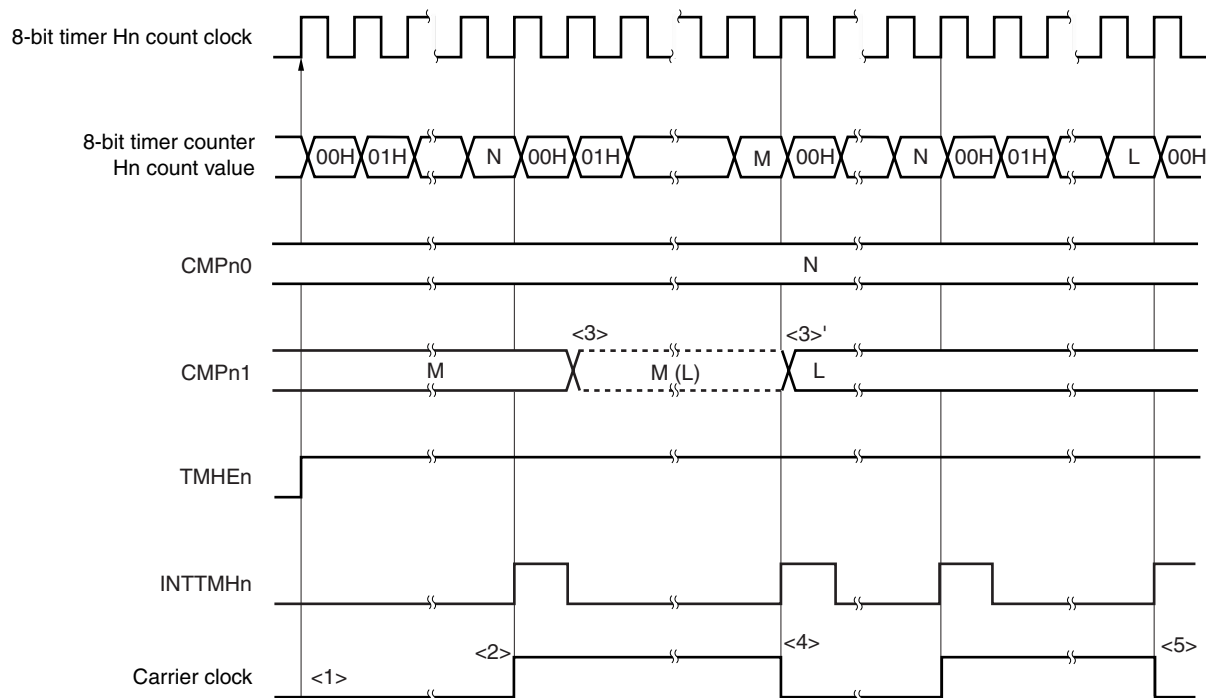 8-bit timer Hn count clock
8-bit timer counter
Hn count value
00H 01H N 00H 01H M 00H N 00H 01H L 00H
CMPn0
N
<3> <3>'
CMPn1
M M (L) L
TMHEn
INTTMHn
<2> <4> <5>
Carrier clock
<1>